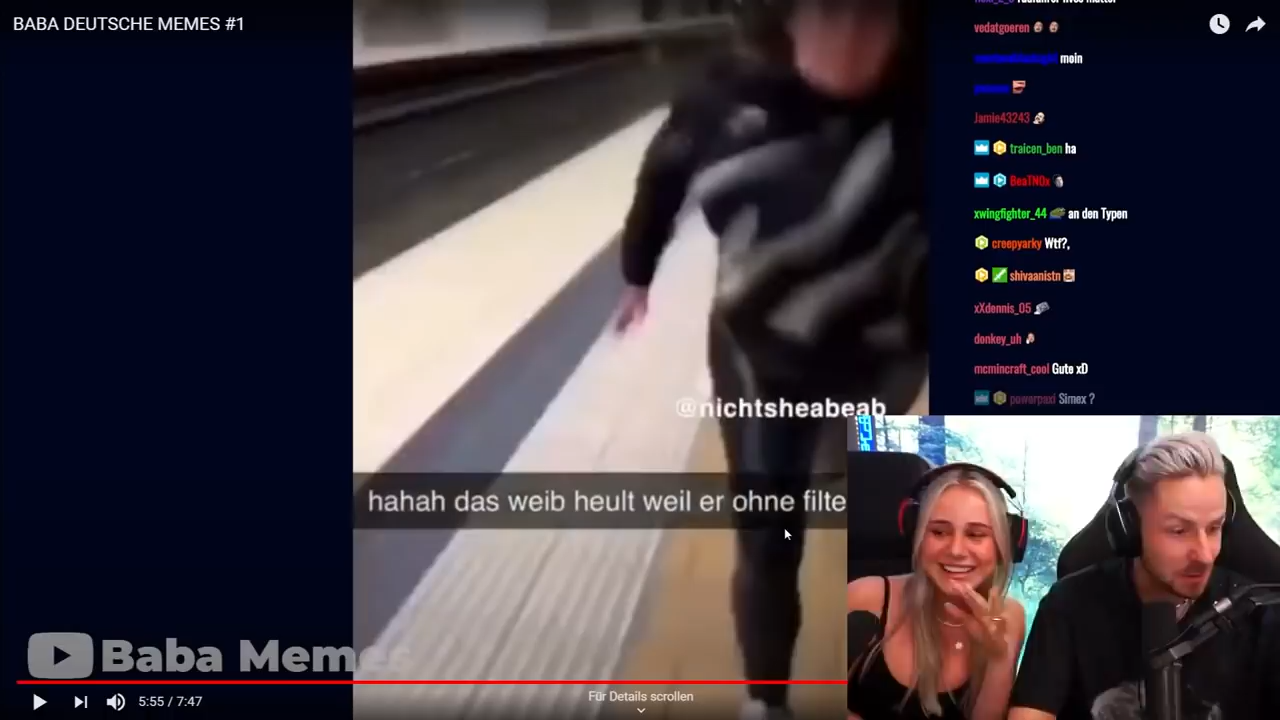 BABA DEUTSCHE MEMES #1
vedatgoeren
moin
Jamie43243
traicen_ben ha
BeaTN0x
xwingfighter_44 an den Typen
creepyarky Wtf?,
shivaanistn
xXdennis_05
donkey_uh
mcmincraft_cool Gute xD
powerpaxl Simex ?
@nichtsheabeab
hahah das weib heult weil er ohne filte
Baba Memes
Für Details scrollen
5:55 / 7:47